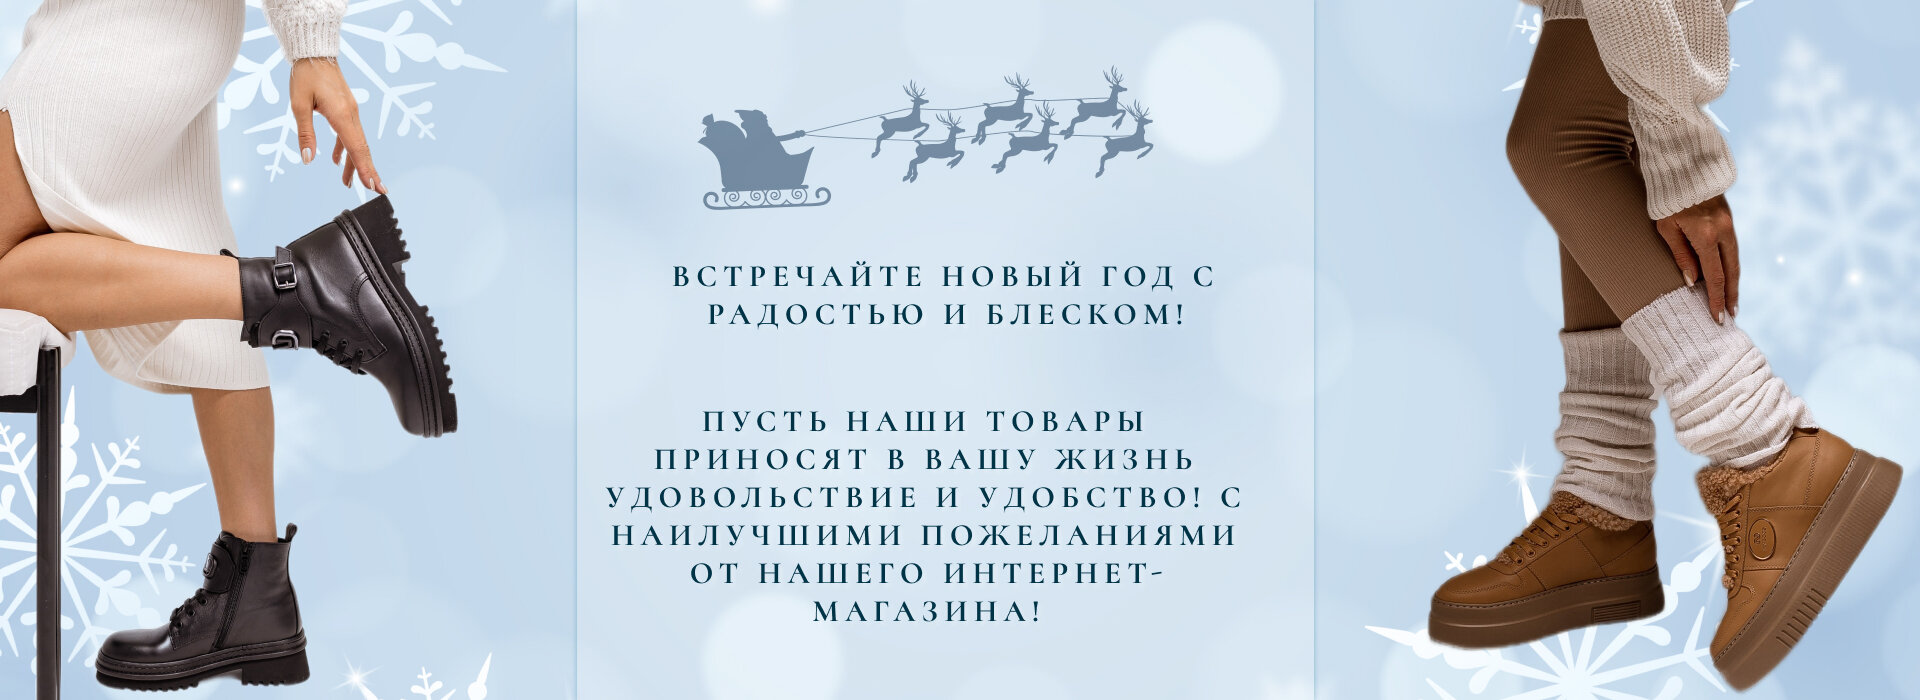 ВСТРЕЧАЙТЕ НОВЫЙ ГОД С
РАДОСТЬЮ И БЛЕСКОМ!
ПУСТЬ НАШИ ТОВАРЫ
ПРИНОСЯТ В ВАШУ ЖИЗНЬ
УДОВОЛЬСТВИЕ И УДОБСТВО! С
НАИЛУЧШИМИ ПОЖЕЛАНИЯМИ
ОТ НАШЕГО ИНТЕРНЕТ-
МАГАЗИНА!